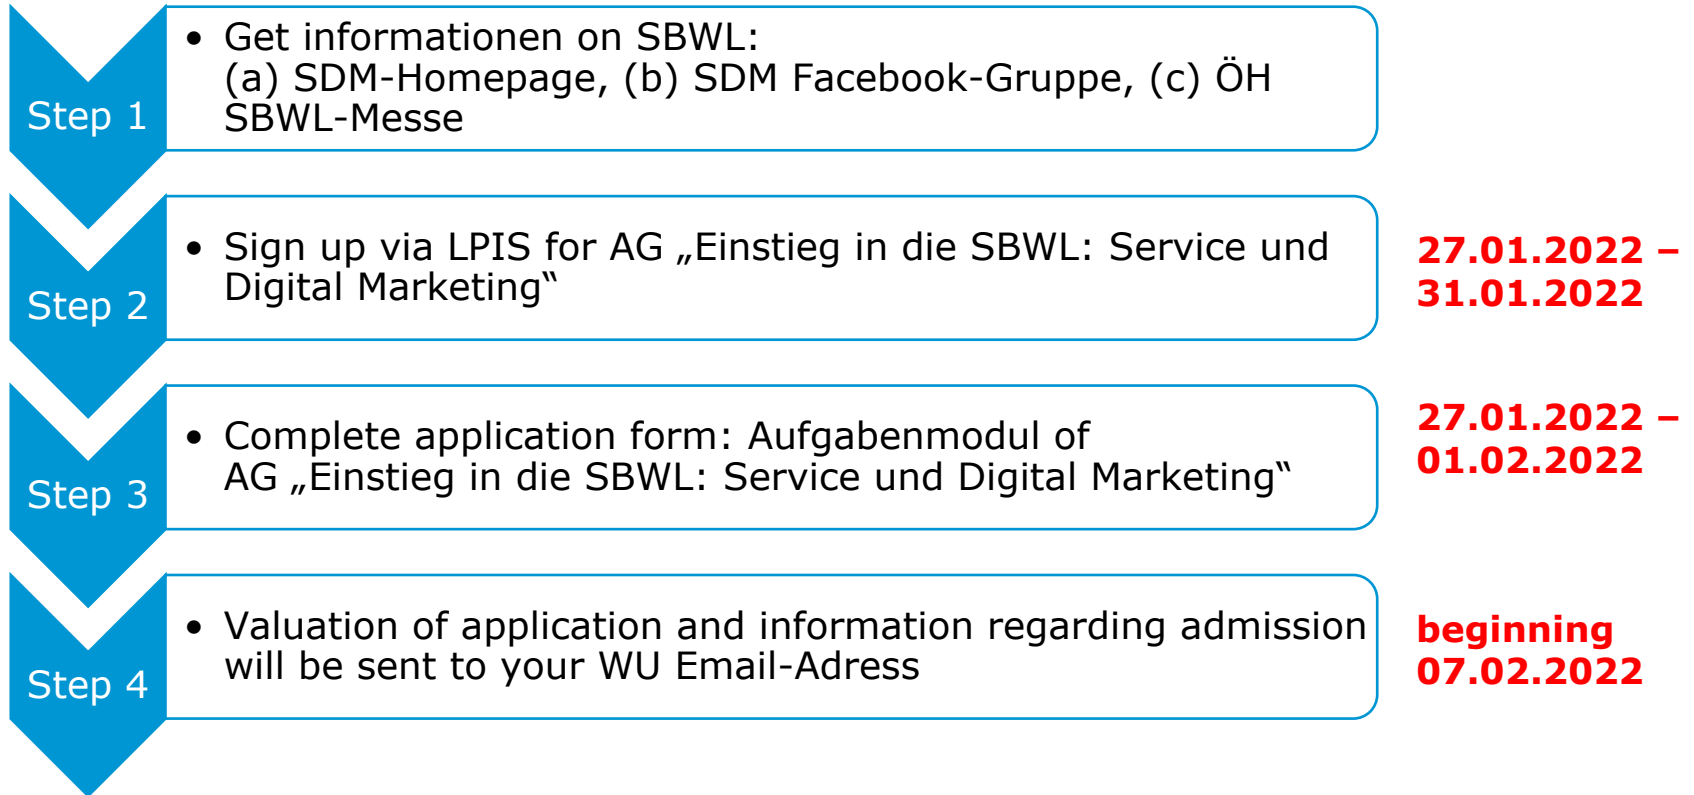 Step 1
• Get informationen on SBWL:
(a) SDM-Homepage, (b) SDM Facebook-Gruppe, (c) ÖH
SBWL-Messe
Step 2
• Sign up via LPIS for AG „Einstieg in die SBWL: Service und
Digital Marketing“
27.01.2022 –
31.01.2022
Step 3
• Complete application form: Aufgabenmodul of
AG „Einstieg in die SBWL: Service und Digital Marketing“
27.01.2022 –
01.02.2022
Step 4
• Valuation of application and information regarding admission
will be sent to your WU Email-Adress
beginning
07.02.2022